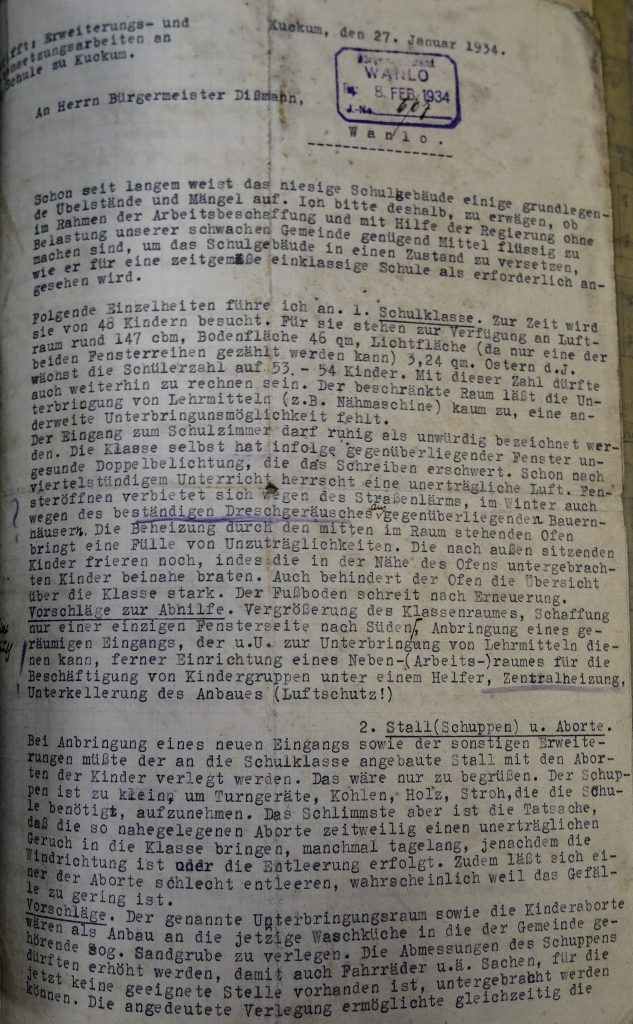 ifft: Erweiterungs- und
nsetzungsarbeiten an
Schule zu Kuckum.
Kuckum, den 27. Januar 1934.
WANLO
8. FEB. 1934
J.-No.
An Herrn Bürgermeister Dißmann,
Wanlo.
Schon seit langem weist das hiesige Schulgebäude einige grundlegen-
de Übelstände und Mängel auf. Ich bitte deshalb, zu erwägen, ob
im Rahmen der Arbeitsbeschaffung und mit Hilfe der Regierung ohne
Belastung unserer schwachen Gemeinde genügend Mittel flüssig zu
machen sind, um das Schulgebäude in einen Zustand zu versetzen,
wie er für eine zeitgemäße einklassige Schule als erforderlich an-
gesehen wird.
Folgende Einzelheiten führe ich an. 1. Schulklasse. Zur Zeit wird
sie von 48 Kindern besucht. Für sie stehen zur Verfügung an Luft-
raum rund 147 cbm, Bodenfläche 46 qm, Lichtfläche (da nur eine der
beiden Fensterreihen gezählt werden kann) 3,24 qm. Ostern d.J.
wächst die Schülerzahl auf 53. - 54 Kinder. Mit dieser Zahl dürfte
auch weiterhin zu rechnen sein. Der beschränkte Raum läßt die Un-
terbringung von Lehrmitteln (z.B. Nähmaschine) kaum zu, eine an-
derweite Unterbringunsmöglichkeit fehlt.
Der Eingang zum Schulzimmer darf ruhig als unwürdig bezeichnet wer-
den. Die Klasse selbst hat infolge gegenüberliegender Fenster un-
gesunde Doppelbelichtung, die das Schreiben erschwert. Schon nach
viertelstündigem Unterricht herrscht eine unerträgliche Luft. Fen-
steröffnen verbietet sich wegen des Straßenlärms, im Winter auch
wegen des beständigen Dreschgeräusches gegenüberliegenden Bauern-
häusern. Die Beheizung durch den mitten im Raum stehenden Ofen
bringt eine Fülle von Unzuträglichkeiten. Die nach außen sitzenden
Kinder frieren noch, indes die in der Nähe des Ofens untergebrach-
ten Kinder beinahe braten. Auch behindert der Ofen die Übersicht
über die Klasse stark. Der Fußboden schreit nach Erneuerung.
Vorschläge zur Abhilfe. Vergrößerung des Klassenraumes, Schaffung
nur einer einzigen Fensterseite nach Süden, Anbringung eines ge-
räumigen Eingangs, der u.U. zur Unterbringung von Lehrmitteln die-
nen kann, ferner Einrichtung eines Neben-(Arbeits-)raumes für die
Beschäftigung von Kindergruppen unter einem Helfer, Zentralheizung,
Unterkellerung des Anbaues (Luftschutz!)
2. Stall(Schuppen) u. Aborte.
Bei Anbringung eines neuen Eingangs sowie der sonstigen Erweite-
rungen müßte der an die Schulklasse angebaute Stall mit den Abor-
ten der Kinder verlegt werden. Das wäre nur zu begrüßen. Der Schup-
pen ist zu klein, um Turngeräte, Kohlen, Holz, Stroh,die die Schu-
le benötigt, aufzunehmen. Das Schlimmste aber ist die Tatsache,
daß die so nahegelegenen Aborte zeitweilig einen unerträglichen
Geruch in die Klasse bringen, manchmal tagelang, jenachdem die
Windrichtung ist oder die Entleerung erfolgt. Zudem läßt sich ei-
ner der Aborte schlecht entleeren, wahrscheinlich weil das Gefäl-
le zu gering ist.
Vorschläge. Der genannte Unterbringungsraum sowie die Kinderaborte
wären als Anbau an die jetzige Waschküche in die der Gemeinde ge-
hörende sog. Sandgrube zu verlegen. Die Abmessungen des Schuppens
dürften erhöht werden, damit auch Fahrräder u.ä. Sachen, für die
jetzt keine geeignete Stelle vorhanden ist, untergebracht werden
können. Die angedeutete Verlegung ermöglichte gleichzeitig die